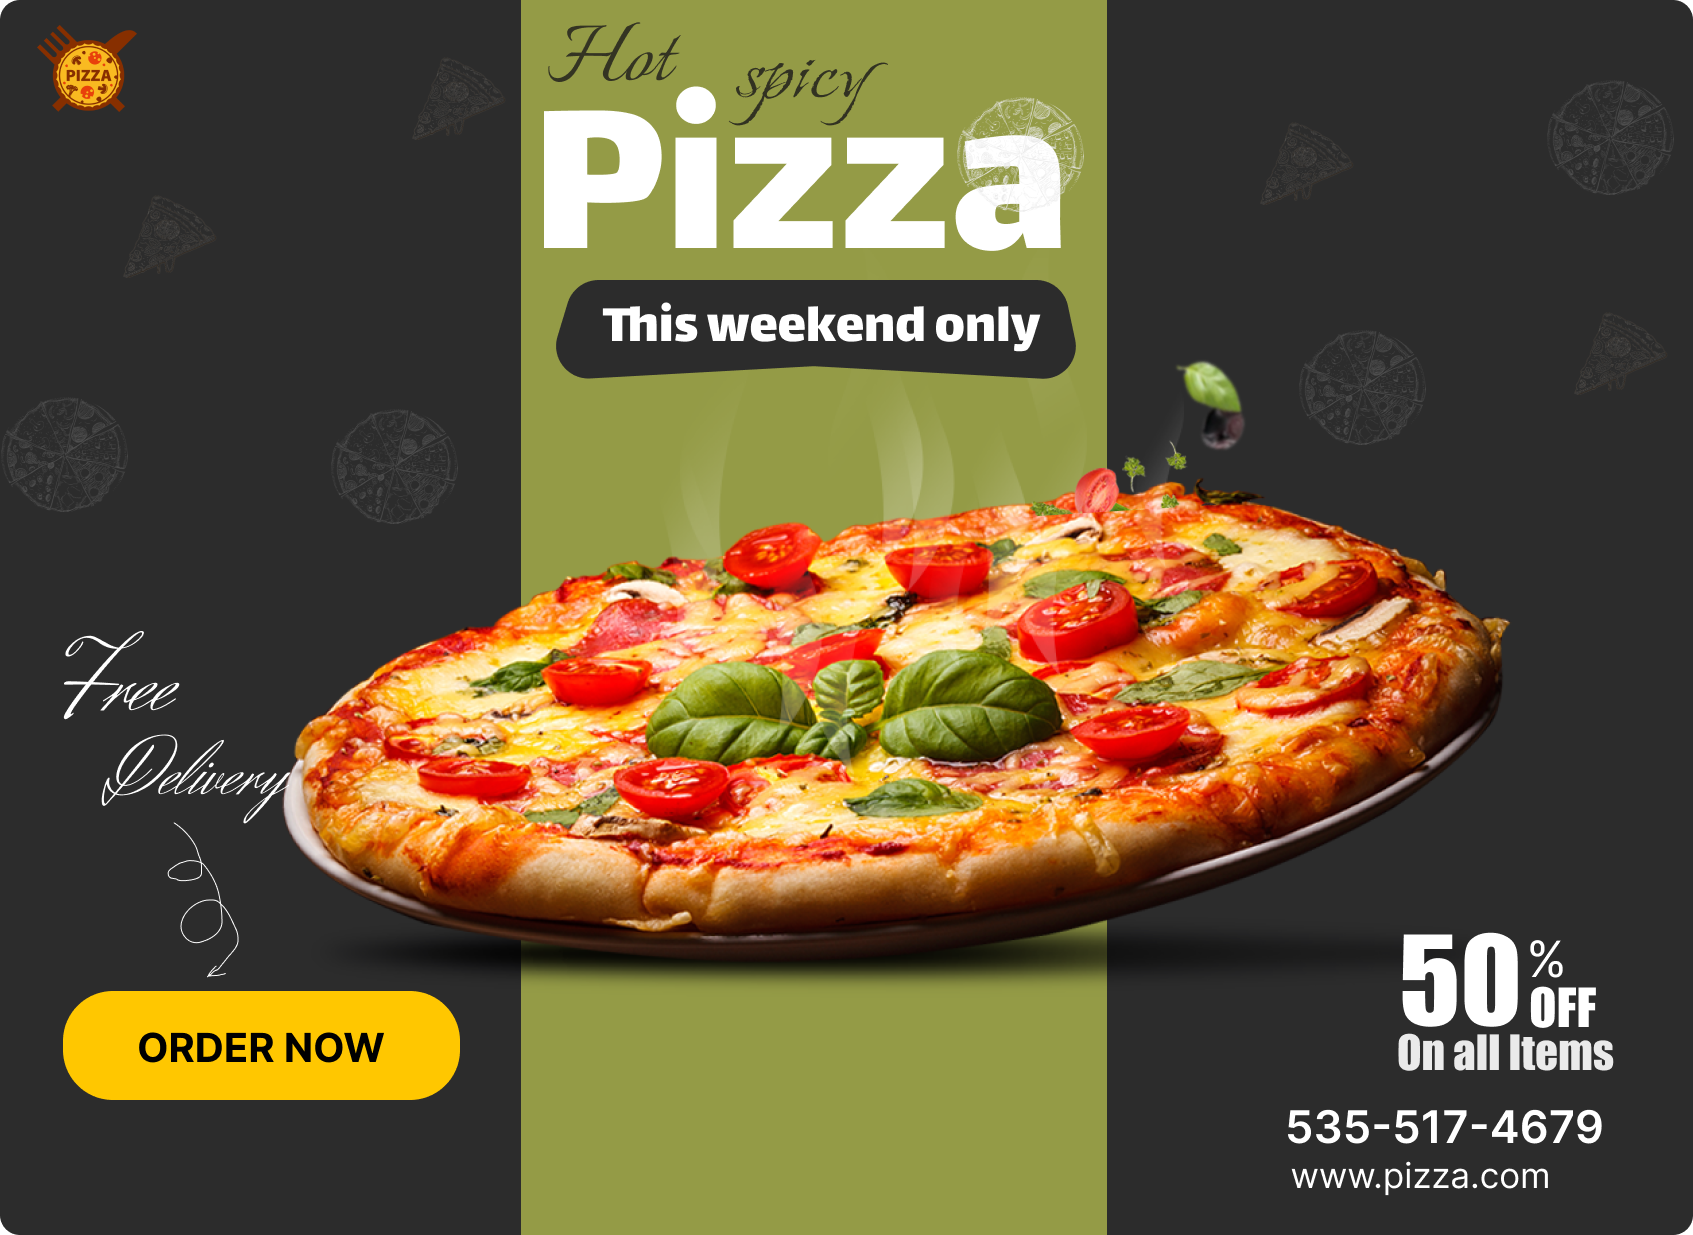 PIZZA
Hot spicy
Pizza
This weekend only
Free
Delivery
ORDER NOW
50%
OFF
On all Items
535-517-4679
www.pizza.com